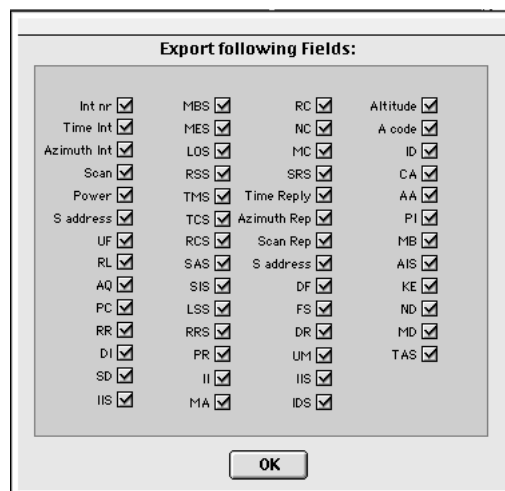 Export following Fields:
Int nr MBS RC Altitude
Time Int MES NC A code
Azimuth Int LOS MC ID
Scan RSS SRS CA
Power TMS Time Reply AA
S address TCS Azimuth Rep PI
UF RCS Scan Rep MB
RL SAS S address AIS
AQ SIS DF KE
PC LSS FS ND
RR RRS DR MD
DI PR UM TAS
SD II IIS
IIS MA IDS
OK